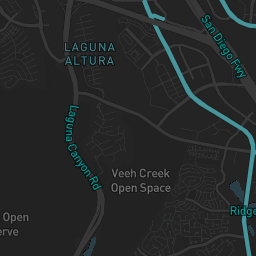 San Diego Fwy
LAGUNA
ALTURA
Laguna Canyon Rd
Veeh Creek
Open Space
Ridge
Open
erve